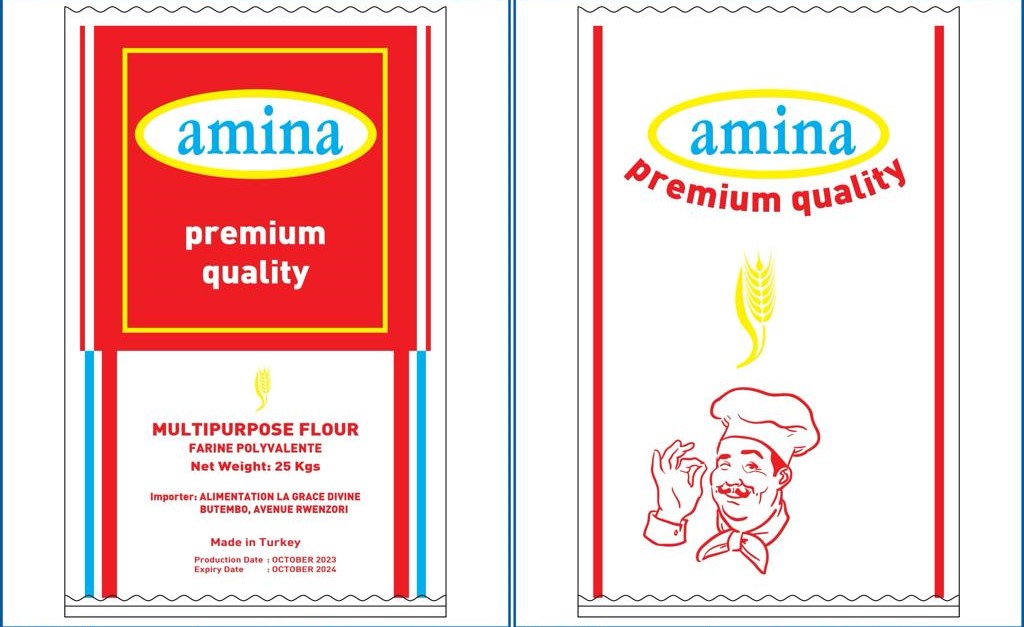 amina
premium
quality
MULTIPURPOSE FLOUR
FARINE POLYVALENTE
Net Weight: 25 Kgs
Importer: ALIMENTATION LA GRACE DIVINE
BUTEMBO, AVENUE RWENZORI
Made in Turkey
Production Date : OCTOBER 2023
Expiry Date : OCTOBER 2024
amina
premium quality